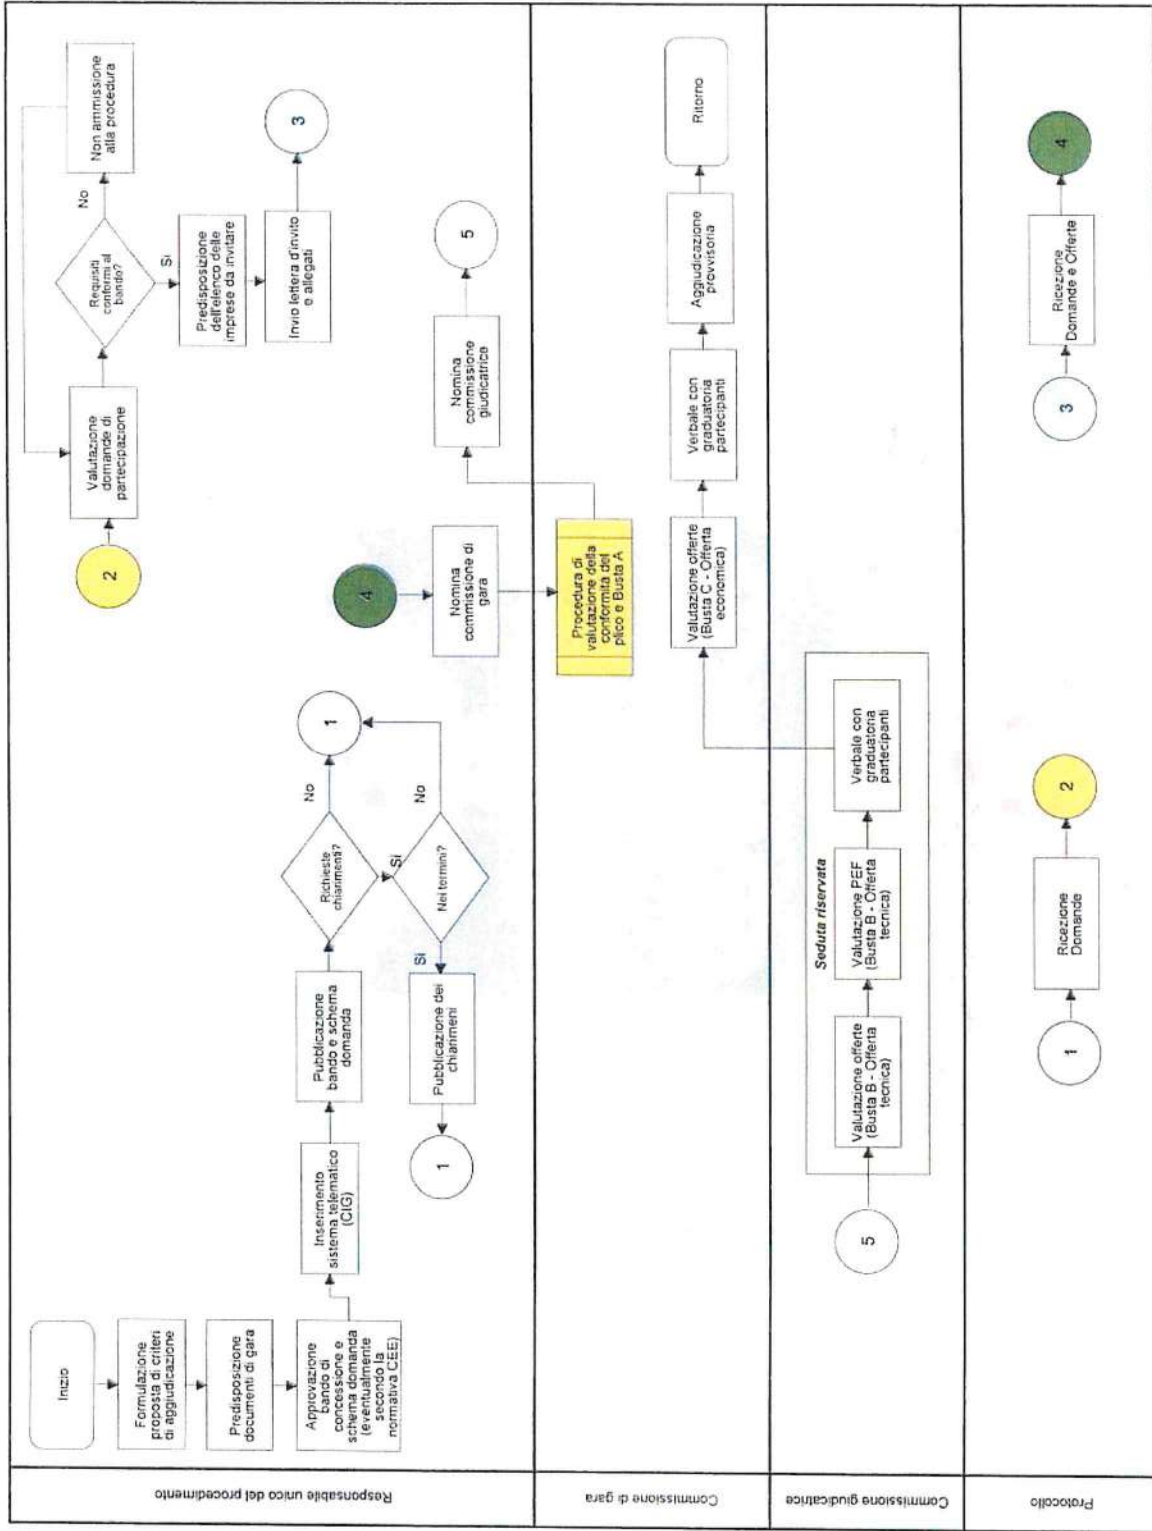 Responsabile unico del procedimento
Inizio
Formulazione
proposta di criteri
di aggiudicazione
Predisposizione
documenti di gara
Approvazione
bando di
concessione e
schema domanda
(eventualmente
secondo la
normativa CEE)
Inserimento
sistema telematico
(CIG)
Pubblicazione
bando e schema
domanda
Richieste
chiarimenti?
No
1
Si
Nei termini?
No
Si
Pubblicazione dei
chiarimeni
1
2
Valutazione
domande di
partecipazione
Requisiti
conformi al
bando?
No
Non ammissione
alla procedura
Si
Predisposizione
dell'elenco delle
imprese da invitare
Invio lettera d'invito
e allegati
3
4
Nomina
commissione di
gara
Nomina
commissione
giudicatrice
5
Commissione di gara
Procedura di
valutazione della
conformità del
plico e Busta A
Valutazione offerte
(Busta C - Offerta
economica)
Verbale con
graduatoria
partecipanti
Aggiudicazione
provvisoria
Ritorno
Commissione giudicatrice
5
Seduta riservata
Valutazione offerte
(Busta B - Offerta
tecnica)
Valutazione PEF
(Busta B - Offerta
tecnica)
Verbale con
graduatoria
partecipanti
Protocollo
1
Ricezione
Domande
2
3
Ricezione
Domande e Offerte
4